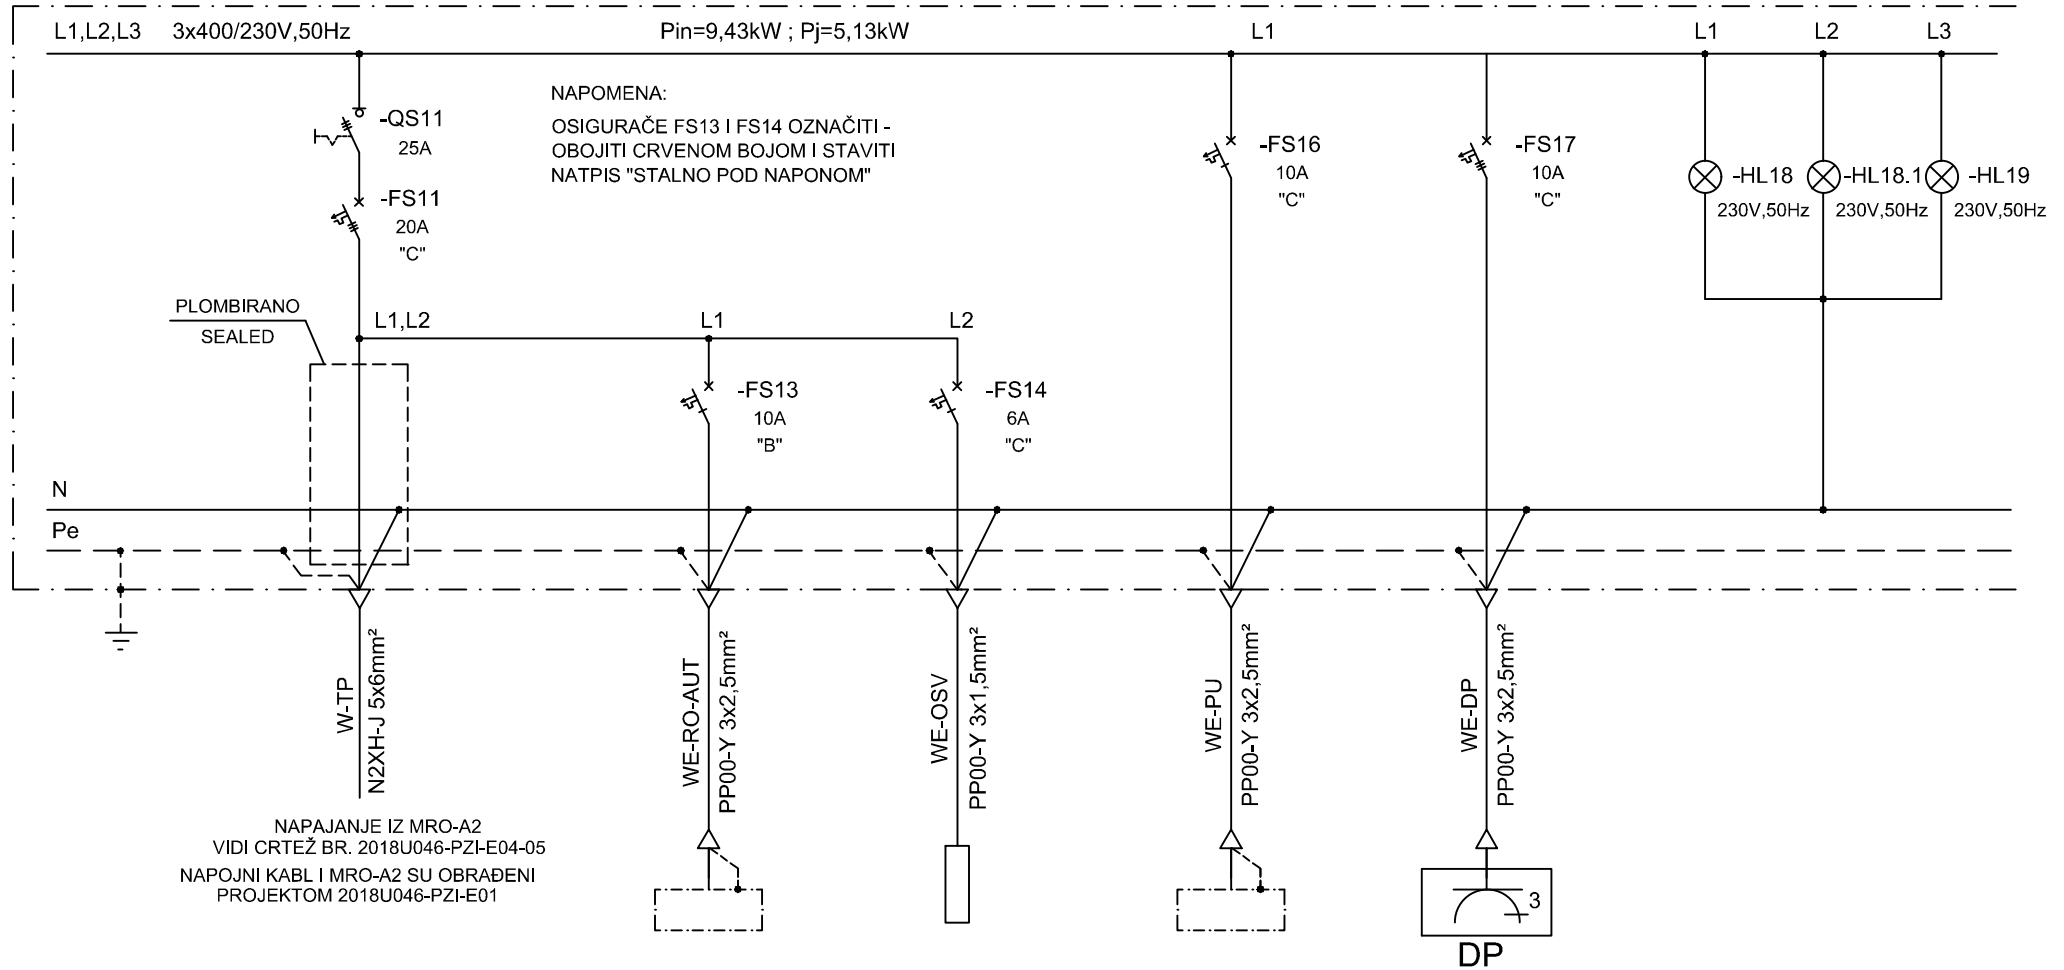 L1,L2,L3 3x400/230V,50Hz Pin=9,43kW ; Pj=5,13kW L1 L1 L2 L3
NAPOMENA:
OSIGURAČE FS13 I FS14 OZNAČITI -
OBOJITI CRVENOM BOJOM I STAVITI
NATPIS "STALNO POD NAPONOM"
-QS11
25A
-FS11
20A
"C"
-FS16
10A
"C"
-FS17
10A
"C"
-HL18
230V,50Hz
-HL18.1
230V,50Hz
-HL19
230V,50Hz
PLOMBIRANO
SEALED
L1,L2
L1
L2
-FS13
10A
"B"
-FS14
6A
"C"
N
Pe
W-TP
N2XH-J 5x6mm²
WE-RO-AUT
PP00-Y 3x2,5mm²
WE-OSV
PP00-Y 3x1,5mm²
WE-PU
PP00-Y 3x2,5mm²
WE-DP
PP00-Y 3x2,5mm²
NAPAJANJE IZ MRO-A2
VIDI CRTEŽ BR. 2018U046-PZI-E04-05
NAPOJNI KABL I MRO-A2 SU OBRAĐENI
PROJEKTOM 2018U046-PZI-E01
3
DP